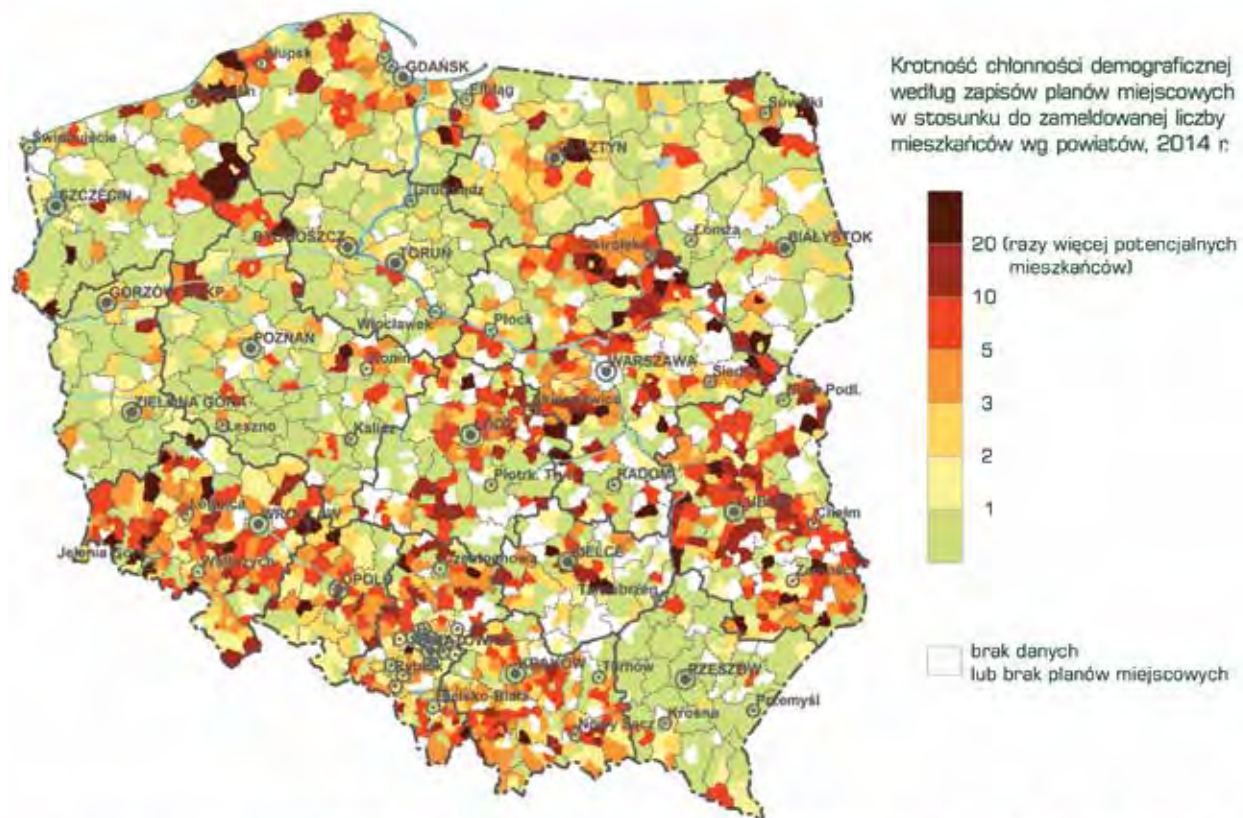 Słupsk
GDAŃSK
Elbląg
Suwałki
Świnoujście
OLSZTYN
SZCZECIN
Grudziądz
Łomża
BIAŁYSTOK
BYDGOSZCZ
TORUŃ
GORZÓW WLKP.
Włocławek
Płock
POZNAŃ
Konin
WARSZAWA
Siedlce
Podl.
ZIELONA GÓRA
Leszno
Kalisz
ŁÓDŹ
Piotrk. Tryb.
RADOM
LUBLIN
Chełm
Legnica
WROCŁAW
Jelenia Góra
Wałbrzych
Częstochowa
KIELCE
OPOLE
Tarnobrzeg
Zamość
KATOWICE
Rybnik
KRAKÓW
Tarnów
RZESZÓW
Bielsko-Biała
Nowy Sącz
Krosno
Przemyśl
Krotność chłonności demograficznej
według zapisów planów miejscowych
w stosunku do zameldowanej liczby
mieszkańców wg powiatów, 2014 r.
20 (razy więcej potencjalnych
mieszkańców)
10
5
3
2
1
brak danych
lub brak planów miejscowych